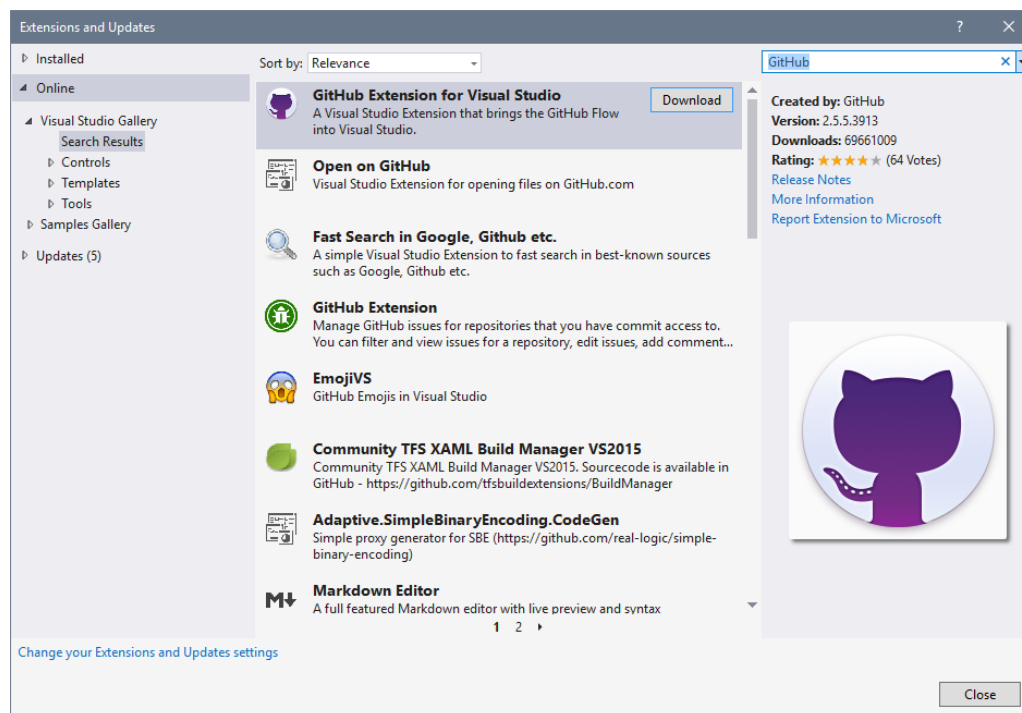 Extensions and Updates
?
Installed
Online
Visual Studio Gallery
Search Results
Controls
Templates
Tools
Samples Gallery
Updates (5)
Sort by: Relevance
GitHub Extension for Visual Studio
A Visual Studio Extension that brings the GitHub Flow
into Visual Studio.
Download
Open on GitHub
Visual Studio Extension for opening files on GitHub.com
Fast Search in Google, Github etc.
A simple Visual Studio Extension to fast search in best-known sources
such as Google, Github etc.
GitHub Extension
Manage GitHub issues for repositories that you have commit access to.
You can filter and view issues for a repository, edit issues, add comment...
EmojiVS
GitHub Emojis in Visual Studio
Community TFS XAML Build Manager VS2015
Community TFS XAML Build Manager VS2015. Sourcecode is available in
GitHub - https://github.com/tfsbuildextensions/BuildManager
Adaptive.SimpleBinaryEncoding.CodeGen
Simple proxy generator for SBE (https://github.com/real-logic/simple-
binary-encoding)
M
Markdown Editor
A full featured Markdown editor with live preview and syntax
1 2
GitHub
Created by: GitHub
Version: 2.5.5.3913
Downloads: 69661009
Rating: ★★★★★ (64 Votes)
Release Notes
More Information
Report Extension to Microsoft
Change your Extensions and Updates settings
Close